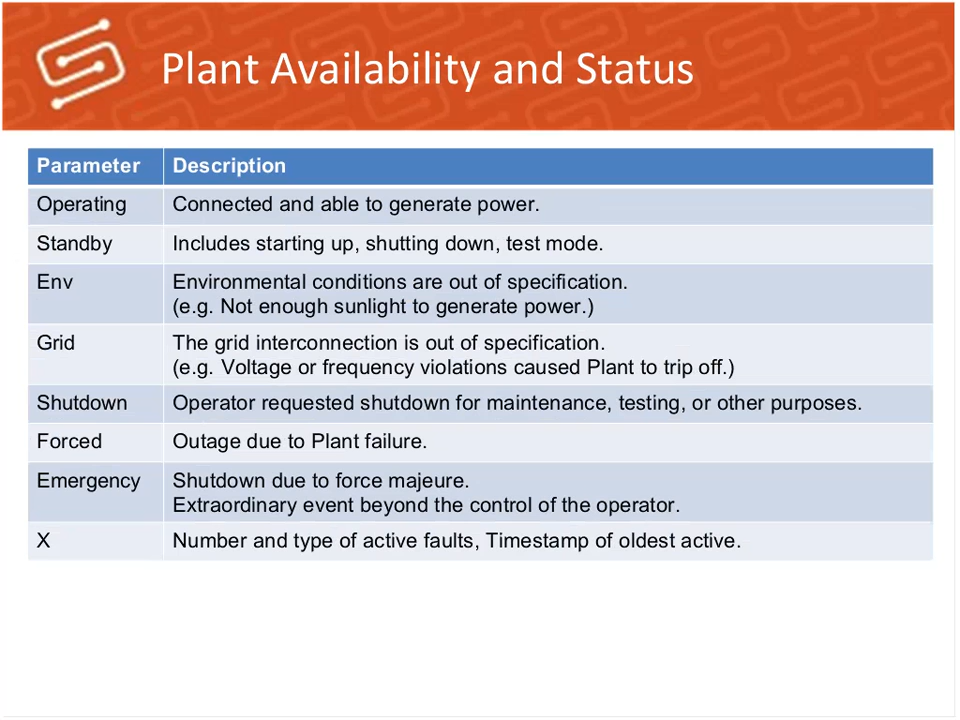 Plant Availability and Status
Parameter Description
Operating Connected and able to generate power.
Standby Includes starting up, shutting down, test mode.
Env Environmental conditions are out of specification.
(e.g. Not enough sunlight to generate power.)
Grid The grid interconnection is out of specification.
(e.g. Voltage or frequency violations caused Plant to trip off.)
Shutdown Operator requested shutdown for maintenance, testing, or other purposes.
Forced Outage due to Plant failure.
Emergency Shutdown due to force majeure.
Extraordinary event beyond the control of the operator.
X Number and type of active faults, Timestamp of oldest active.